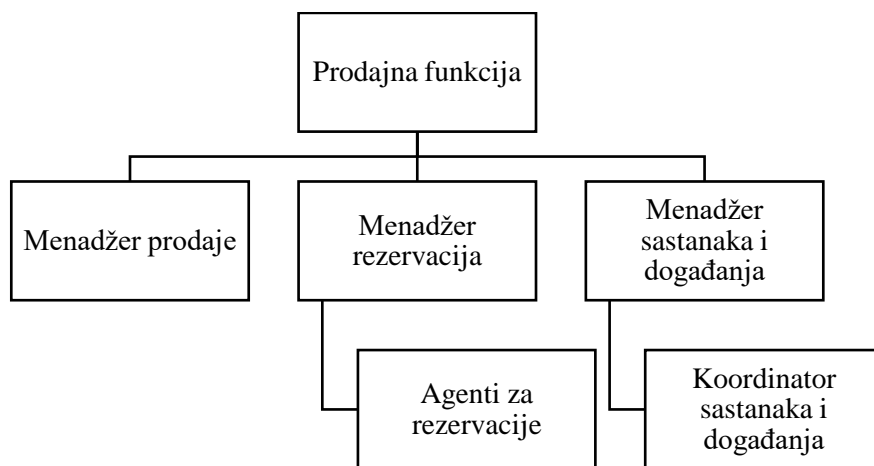 Prodajna funkcija
Menadžer prodaje
Menadžer
rezervacija
Menadžer
sastanaka i
događanja
Agenti za
rezervacije
Koordinator
sastanaka i
događanja